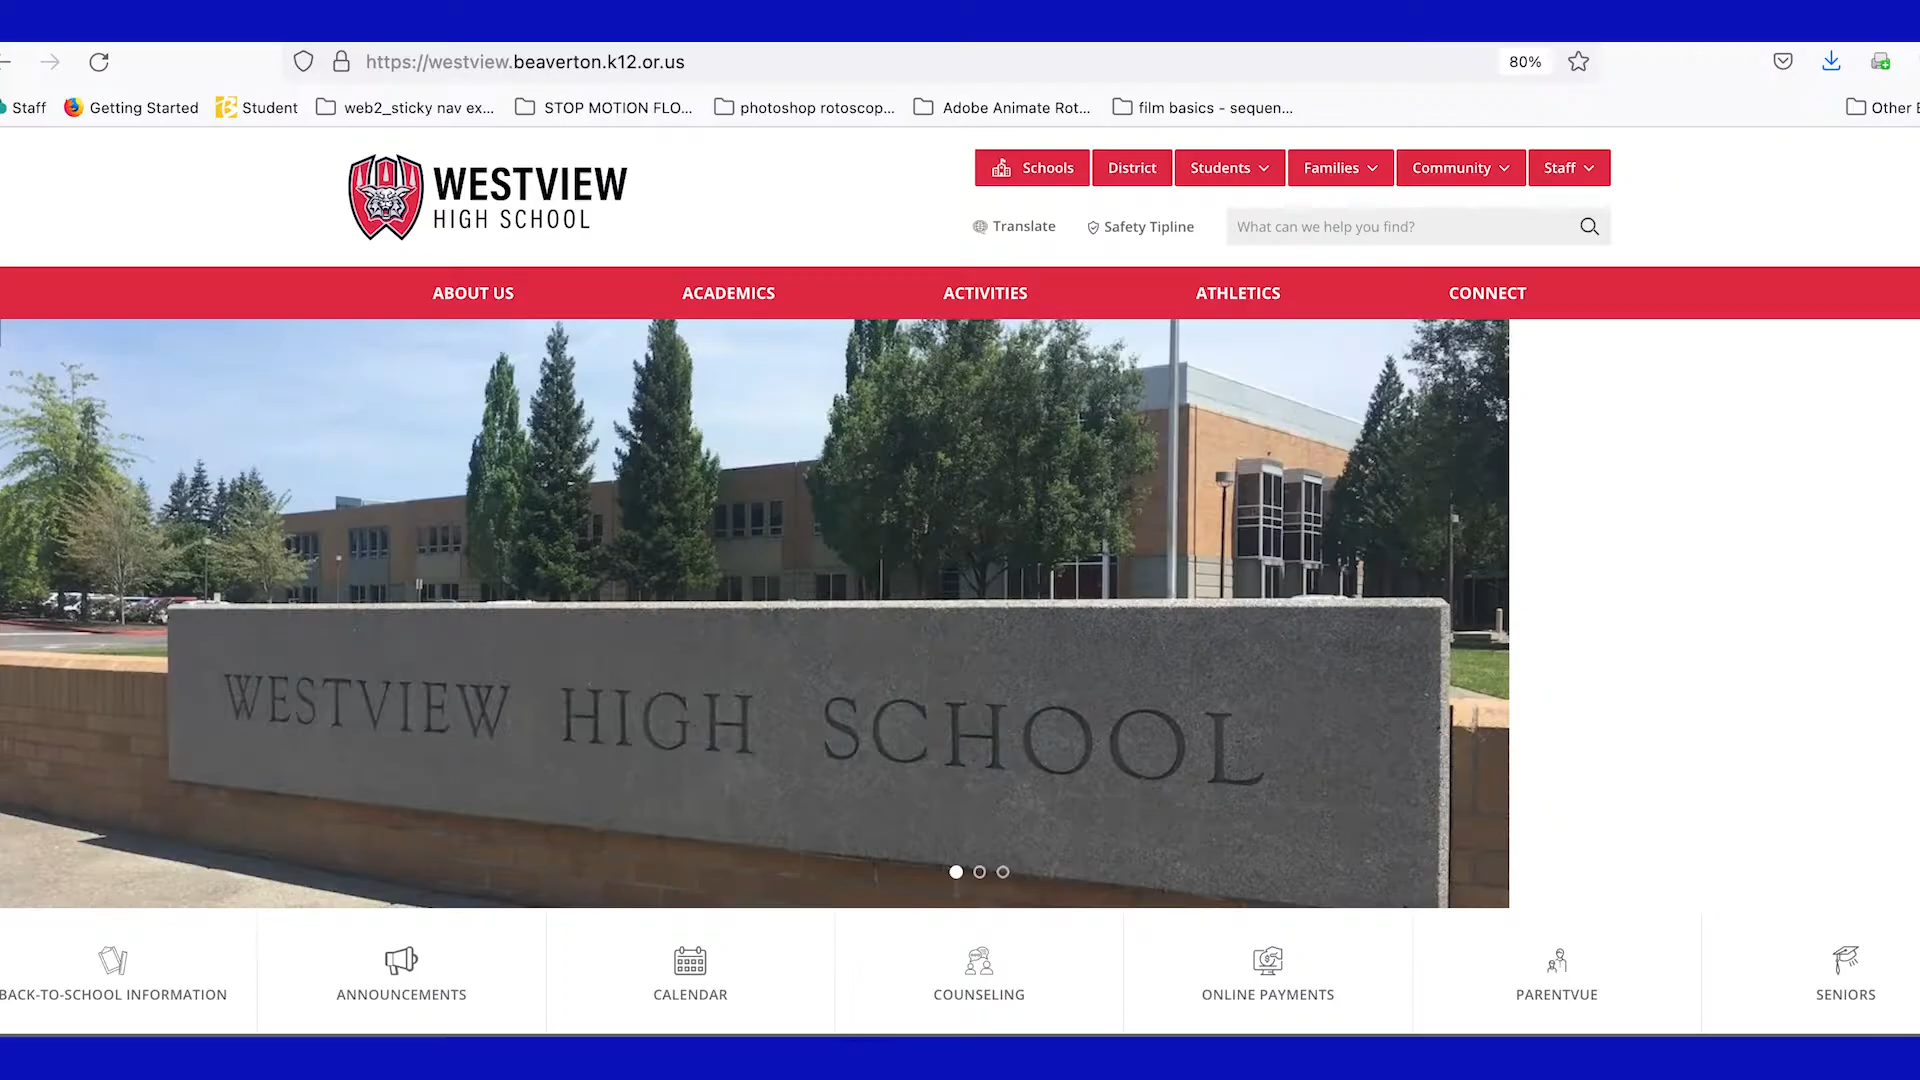 https://westview.beaverton.k12.or.us
80%
Staff Getting Started Student web2_sticky nav ex... STOP MOTION FLO... photoshop rotoscop... Adobe Animate Rot... film basics - sequen... Other
WESTVIEW
HIGH SCHOOL
Schools District Students Families Community Staff
Translate Safety Tipline What can we help you find?
ABOUT US ACADEMICS ACTIVITIES ATHLETICS CONNECT
WESTVIEW HIGH SCHOOL
BACK-TO-SCHOOL INFORMATION ANNOUNCEMENTS CALENDAR COUNSELING ONLINE PAYMENTS PARENTVUE SENIORS